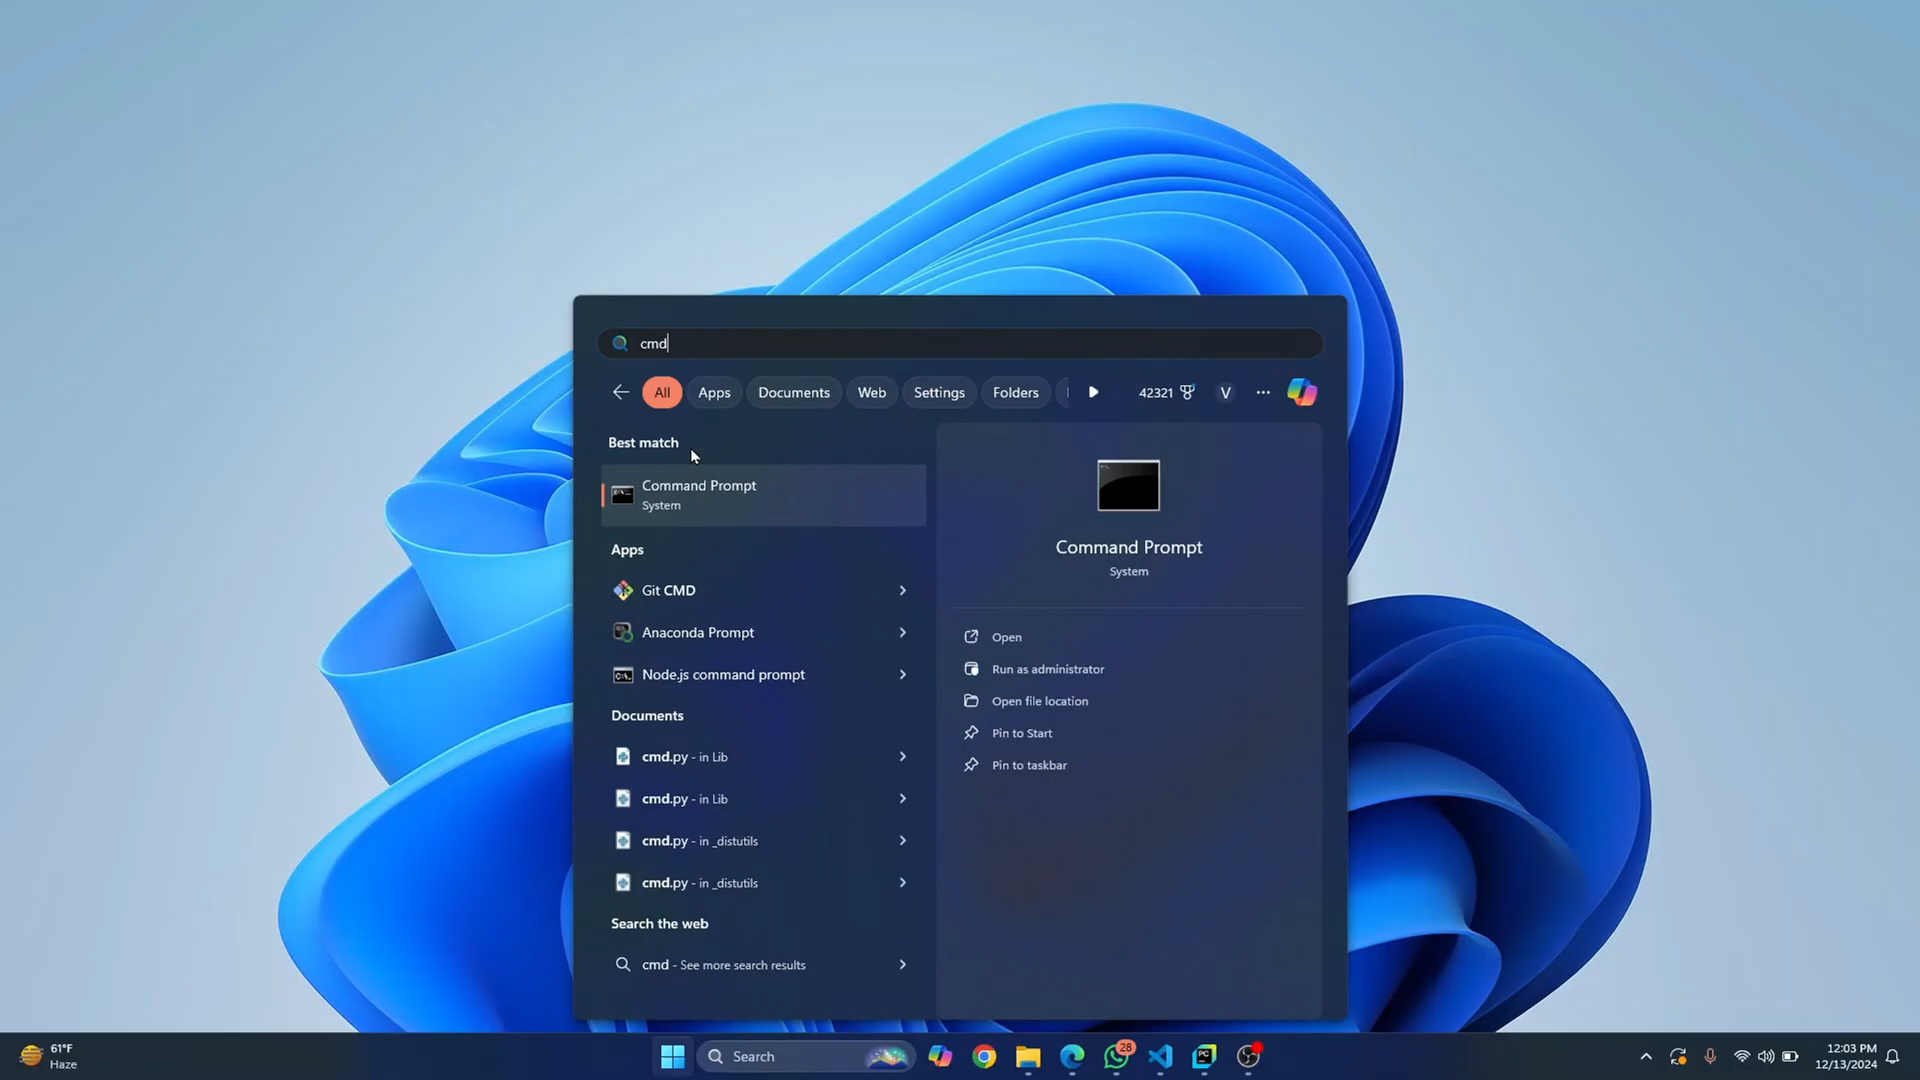 cmd
All Apps Documents Web Settings Folders 42321 V
Best match
Command Prompt
System
Apps
Git CMD
Anaconda Prompt
Node.js command prompt
Documents
cmd.py - in Lib
cmd.py - in Lib
cmd.py - in _distutils
cmd.py - in _distutils
Search the web
cmd - See more search results
Command Prompt
System
Open
Run as administrator
Open file location
Pin to Start
Pin to taskbar
61°F
Haze
Search
28
PC
12:03 PM
12/13/2024